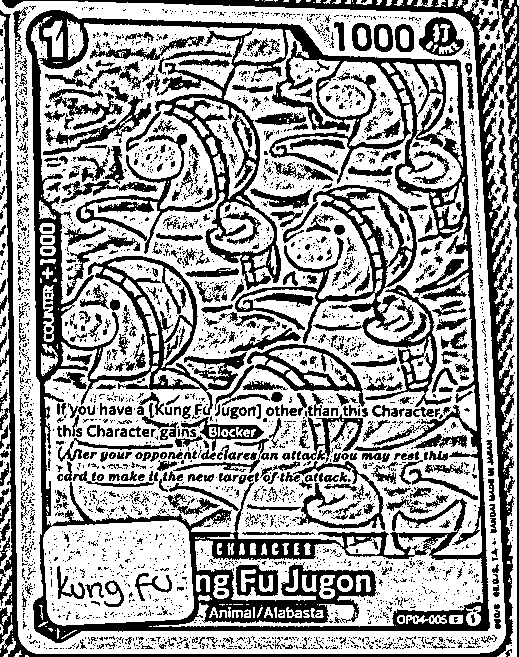 1
1000
COUNTER +1000
If you have a [Kung Fu Jugon] other than this Character,
this Character gains Blocker
(After your opponent declares an attack, you may rest this
card to make it the new target of the attack.)
CHARACTER
kung fu
ng Fu Jugon
Animal/Alabasta
OP04-005 C 1